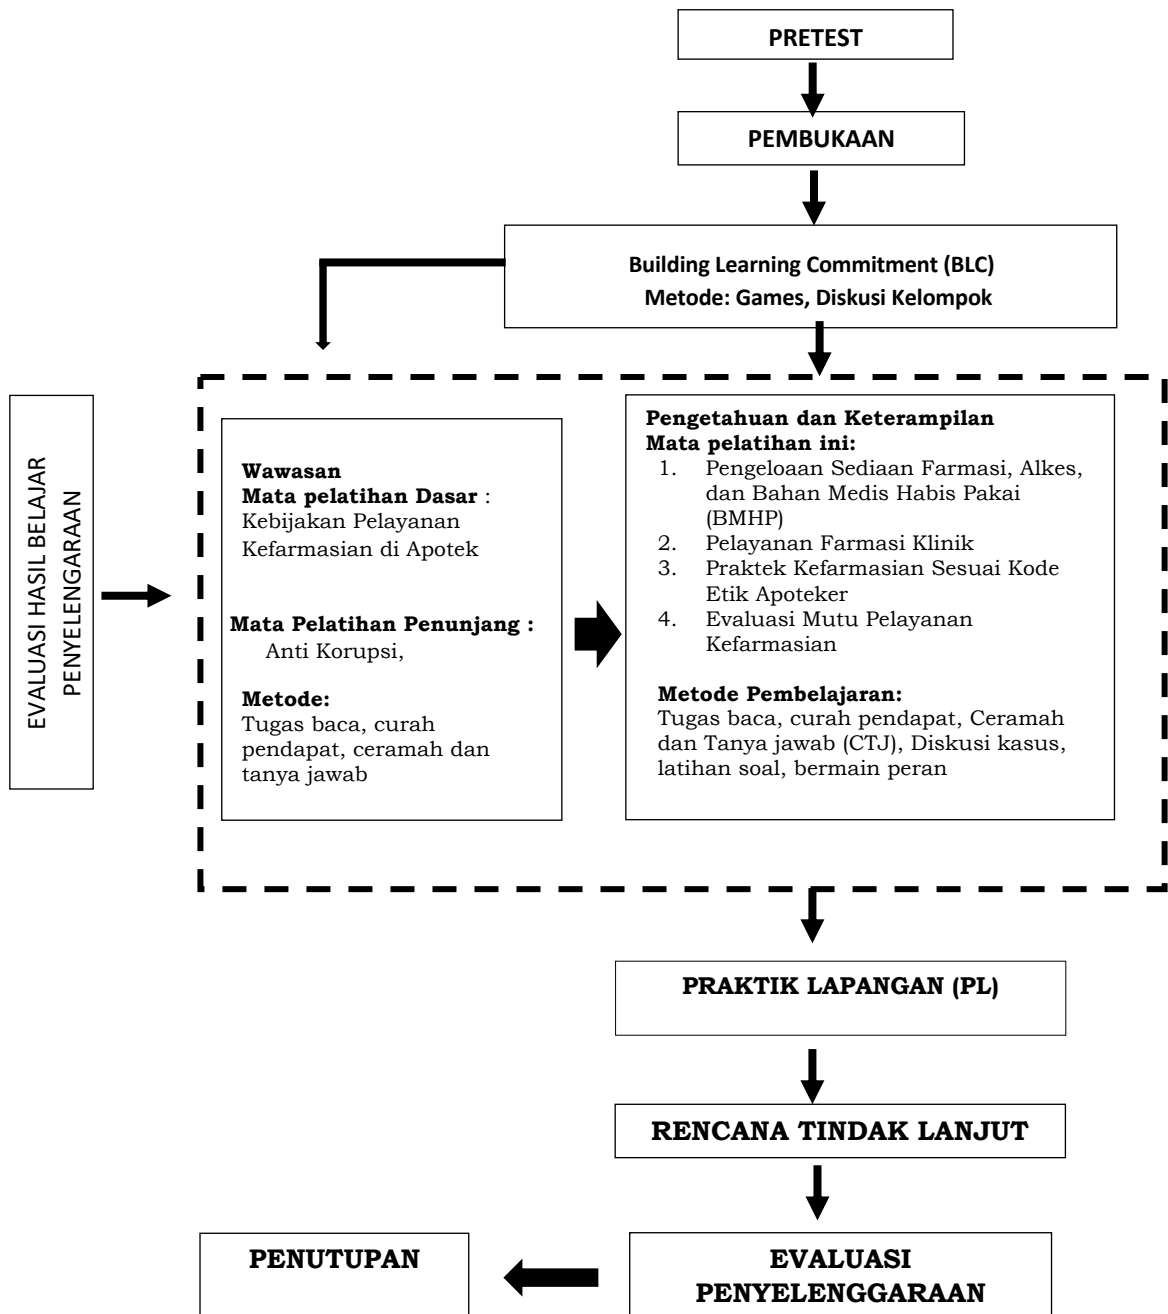 PRETEST
PEMBUKAAN
Building Learning Commitment (BLC)
Metode: Games, Diskusi Kelompok
EVALUASI HASIL BELAJAR
PENYELENGARAAN
Wawasan
Mata pelatihan Dasar :
Kebijakan Pelayanan
Kefarmasian di Apotek
Mata Pelatihan Penunjang :
Anti Korupsi,
Metode:
Tugas baca, curah
pendapat, ceramah dan
tanya jawab
Pengetahuan dan Keterampilan
Mata pelatihan ini:
1. Pengeloaan Sediaan Farmasi, Alkes,
dan Bahan Medis Habis Pakai
(BMHP)
2. Pelayanan Farmasi Klinik
3. Praktek Kefarmasian Sesuai Kode
Etik Apoteker
4. Evaluasi Mutu Pelayanan
Kefarmasian
Metode Pembelajaran:
Tugas baca, curah pendapat, Ceramah
dan Tanya jawab (CTJ), Diskusi kasus,
latihan soal, bermain peran
PRAKTIK LAPANGAN (PL)
RENCANA TINDAK LANJUT
EVALUASI
PENYELENGGARAAN
PENUTUPAN